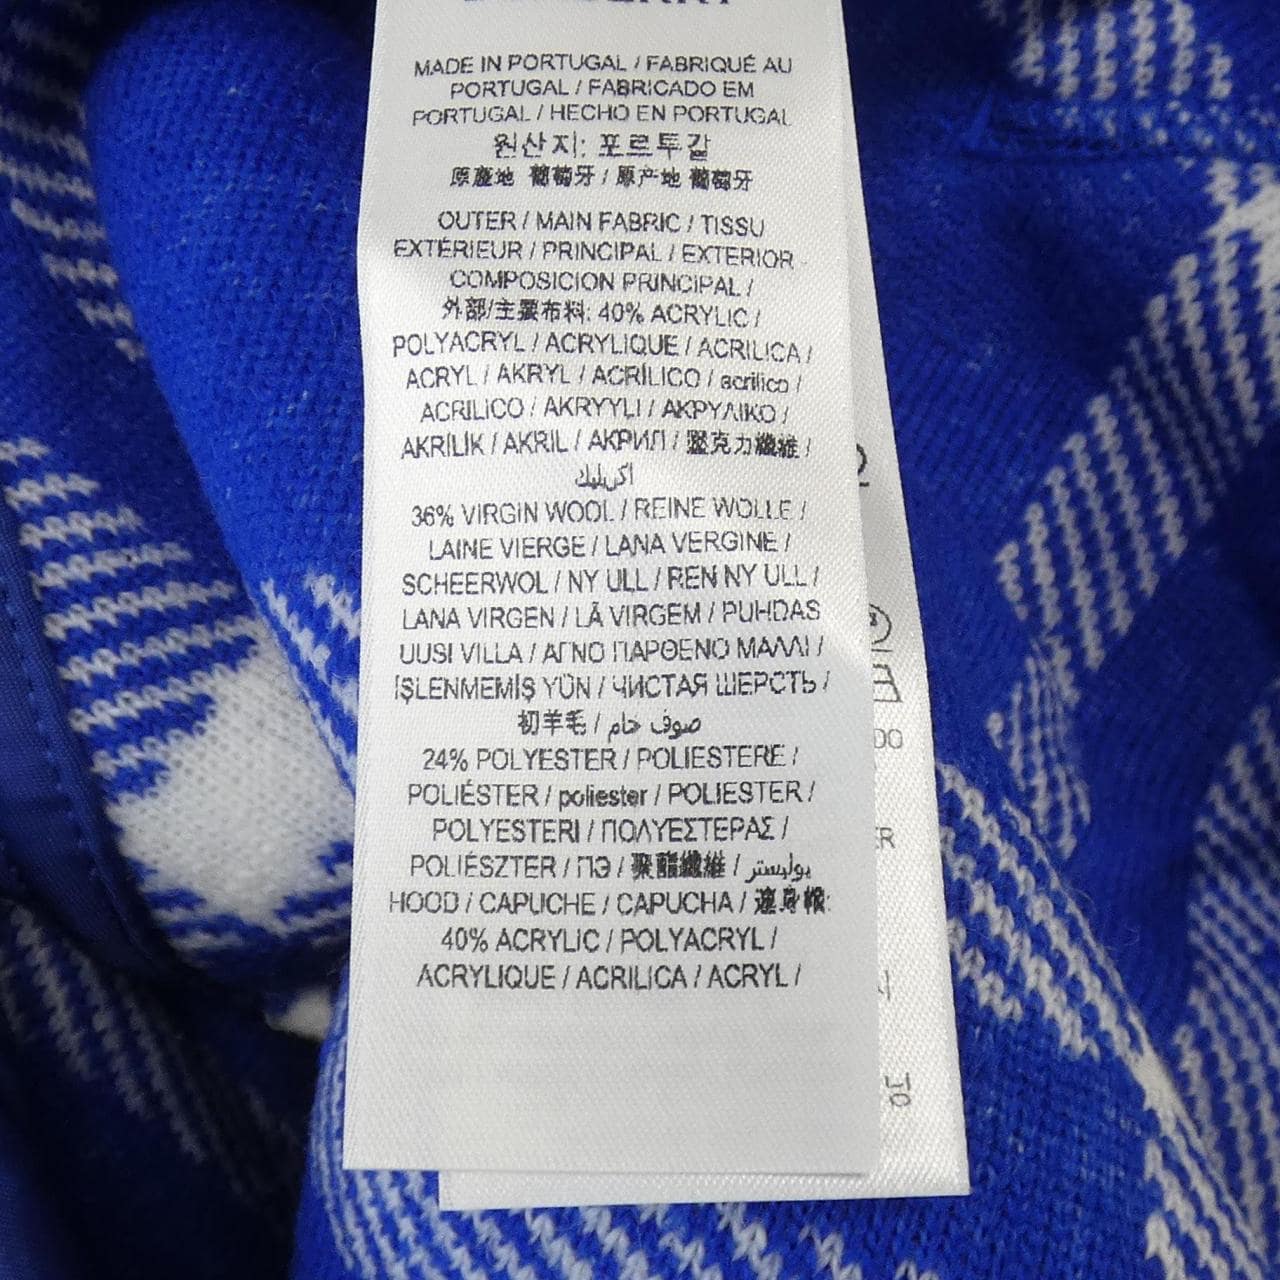 MADE IN PORTUGAL / FABRIQUÉ AU
PORTUGAL / FABRICADO EM
PORTUGAL / HECHO EN PORTUGAL
원산지: 포르투갈
原產地 葡萄牙 / 原产地 葡萄牙
OUTER / MAIN FABRIC / TISSU
EXTÉRIEUR / PRINCIPAL / EXTERIOR -
COMPOSICION PRINCIPAL /
外部/主要布料: 40% ACRYLIC /
POLYACRYL / ACRYLIQUE / ACRILICA /
ACRYL / AKRYL / ACRÍLICO / acrílico /
ACRILICO / AKRYYLI / ΑΚΡΥΛΙΚΟ /
AKRİLİK / AKRIL / АКРИЛ / 壓克力纖維 /
اكريليك
36% VIRGIN WOOL / REINE WOLLE /
LAINE VIERGE / LANA VERGINE /
SCHEERWOL / NY ULL / REN NY ULL /
LANA VIRGEN / LÃ VIRGEM / PUHDAS
UUSI VILLA / ΑΓΝΟ ΠΑΡΘΕΝΟ ΜΑΛΛΙ /
İŞLENMEMİŞ YÜN / ЧИСТАЯ ШЕРСТЬ /
初羊毛 / صوف خام
24% POLYESTER / POLIESTERE /
POLIÉSTER / poliester / POLIESTER /
POLYESTERI / ΠΟΛΥΕΣΤΕΡΑΣ /
POLIÉSZTER / ПЭ / 聚酯纖維 / بوليستر
HOOD / CAPUCHE / CAPUCHA /
40% ACRYLIC / POLYACRYL /
ACRYLIQUE / ACRILICA / ACRYL /